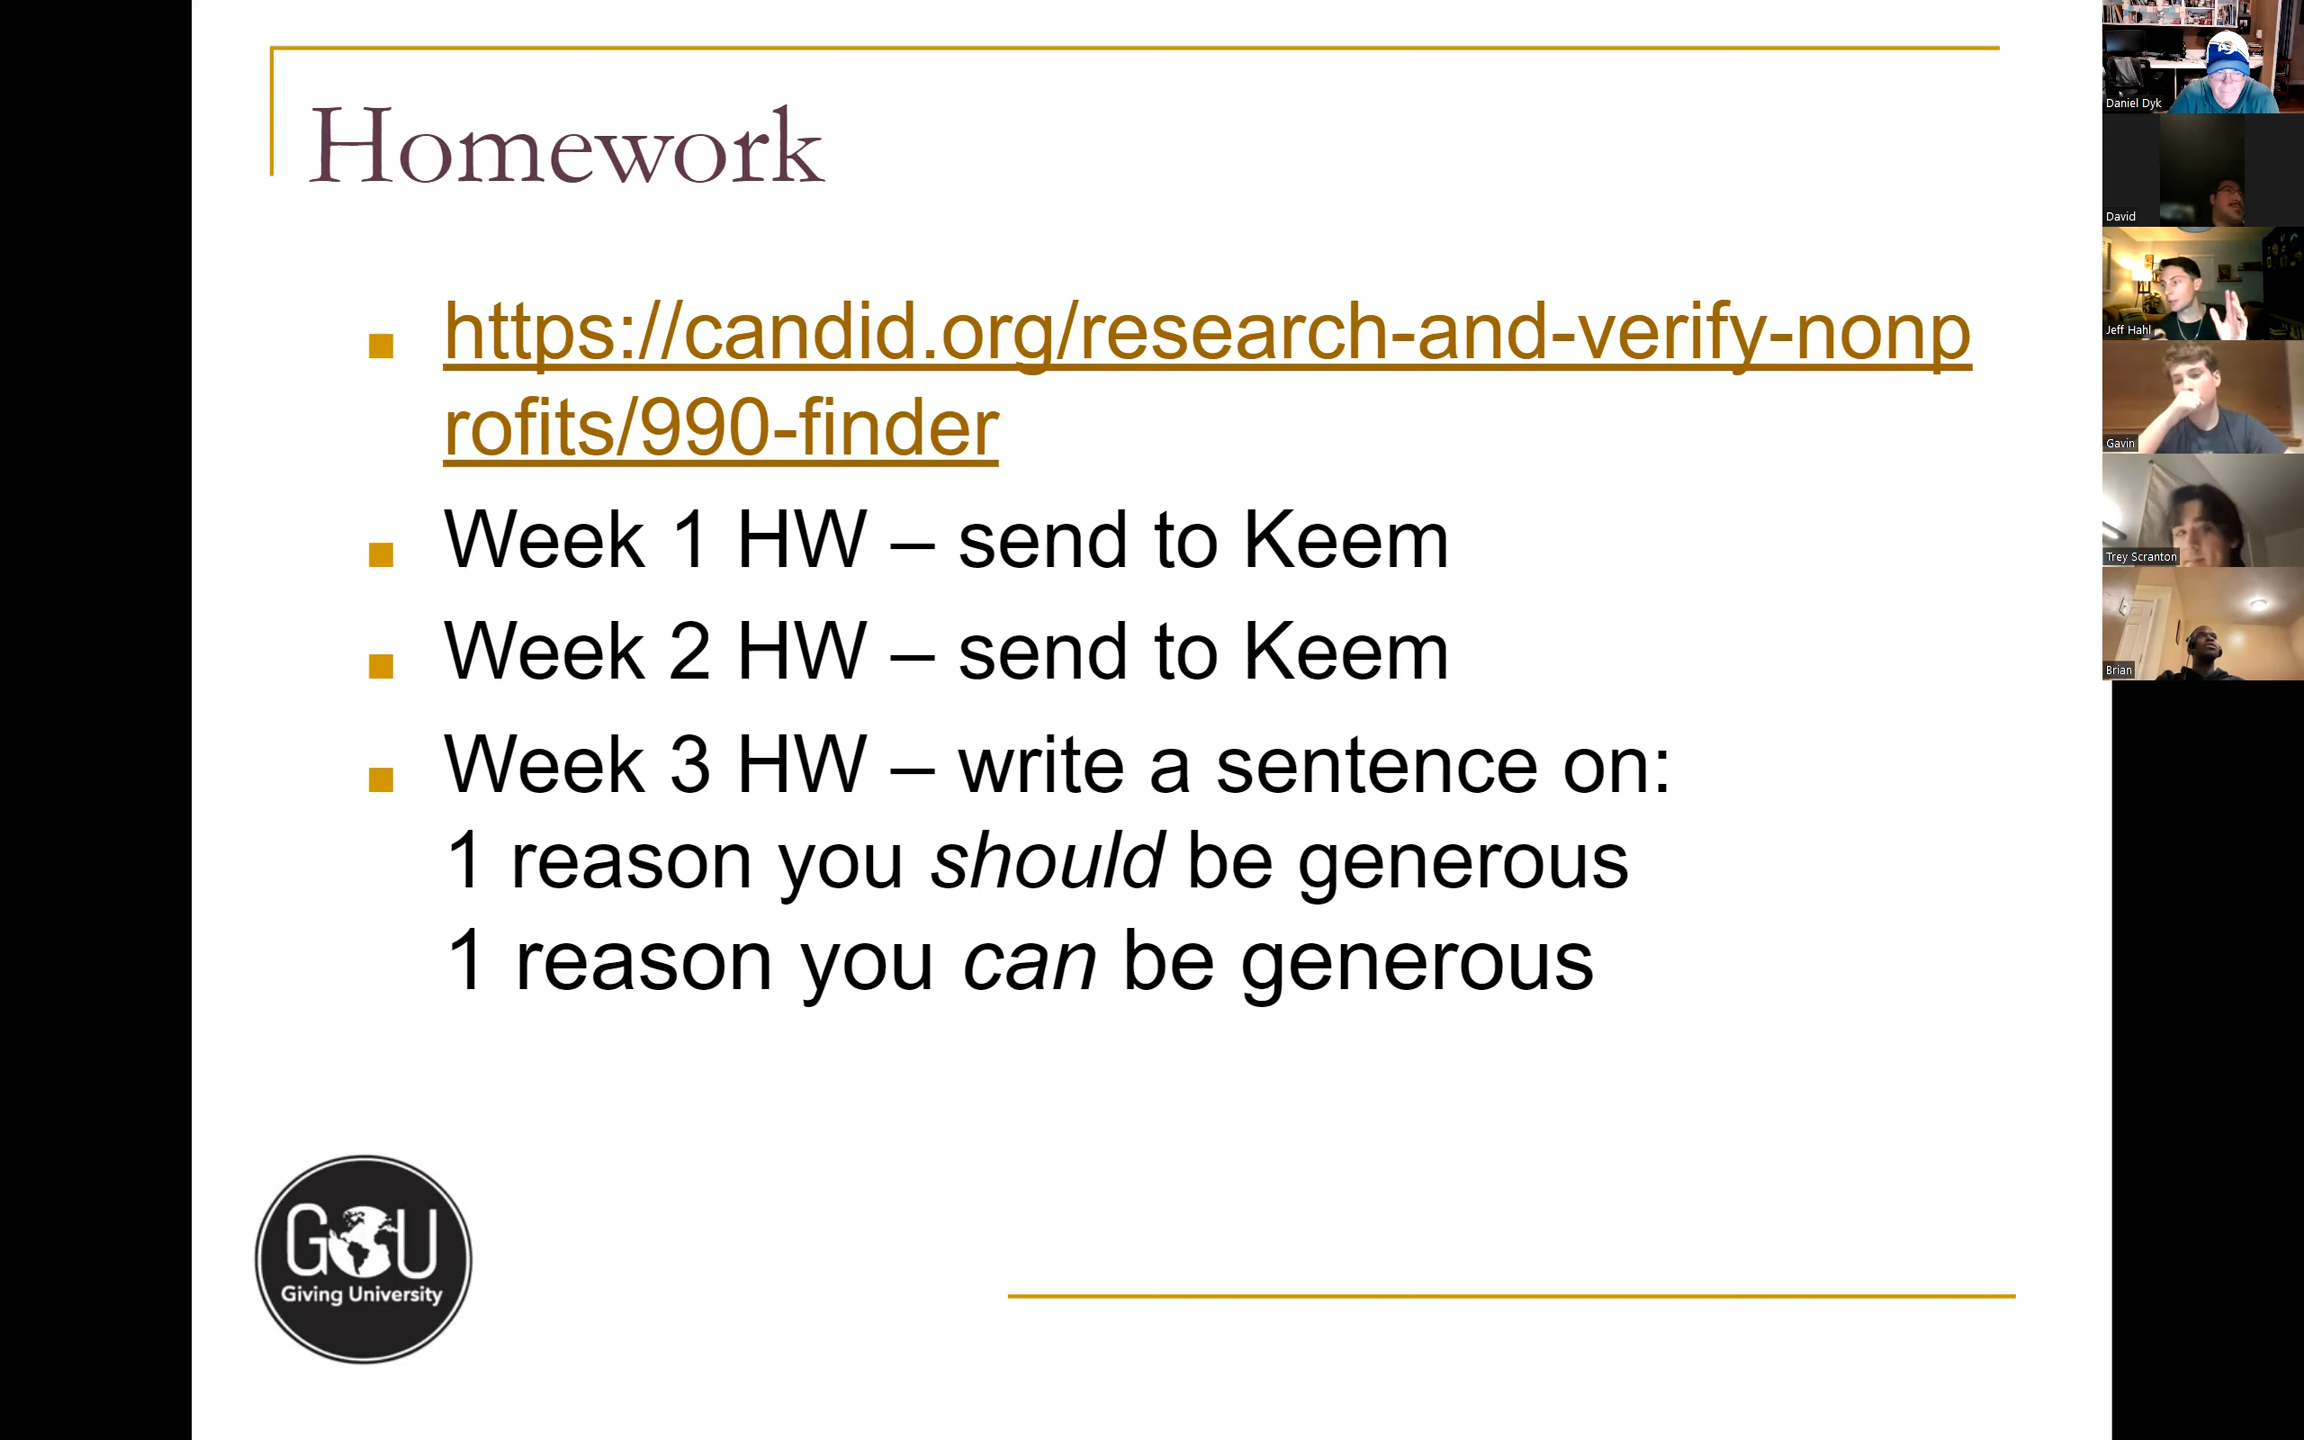 Homework
https://candid.org/research-and-verify-nonp
rofits/990-finder
Week 1 HW – send to Keem
Week 2 HW – send to Keem
Week 3 HW – write a sentence on:
1 reason you should be generous
1 reason you can be generous
GU
Giving University
Daniel Dyk
David
Jeff Hahl
Gavin
Trey Scranton
Brian